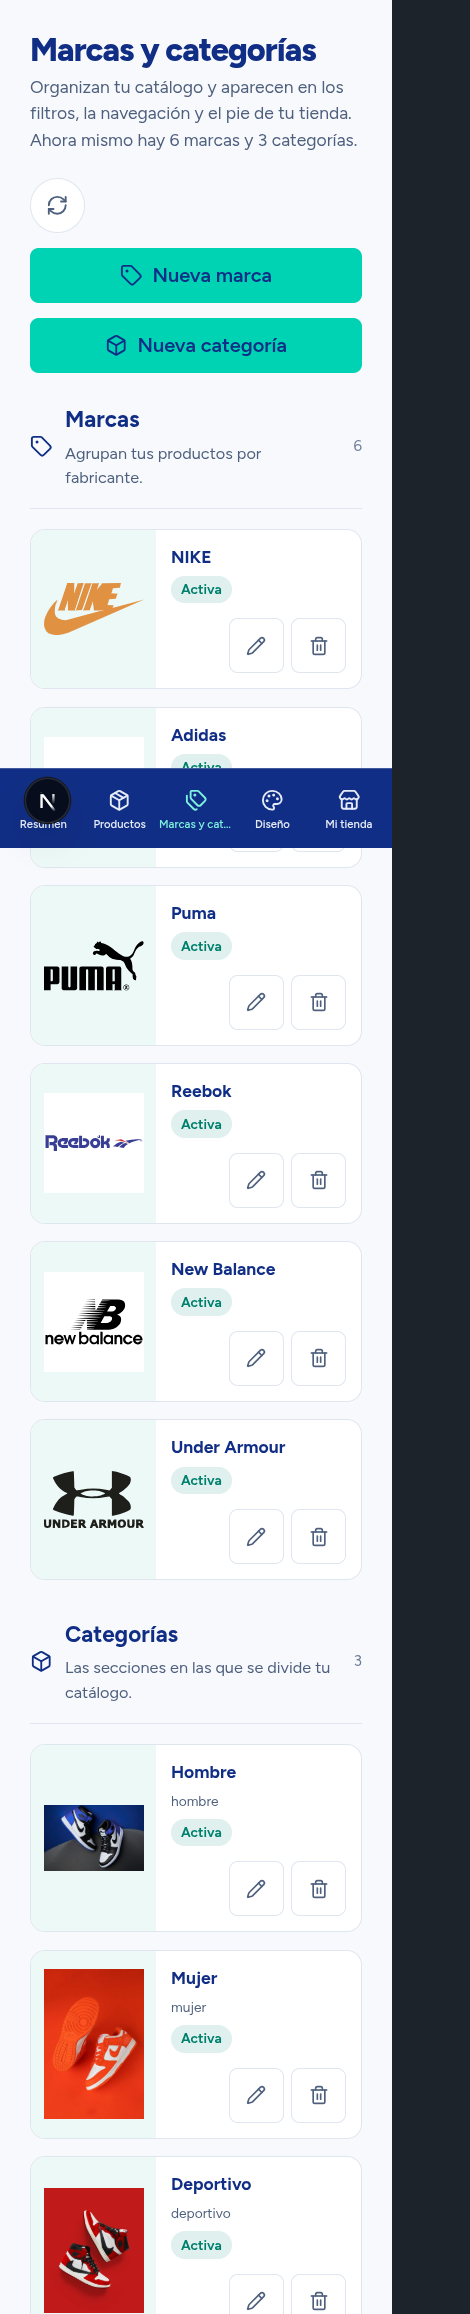 Marcas y categorías
Organizan tu catálogo y aparecen en los
filtros, la navegación y el pie de tu tienda.
Ahora mismo hay 6 marcas y 3 categorías.
Nueva marca
Nueva categoría
Marcas
Agrupan tus productos por
fabricante.
6
NIKE
NIKE
Activa
Adidas
Activa
N
Resumen
Productos
Marcas y cat...
Diseño
Mi tienda
Puma
PUMA®
Activa
Reebok
Reebok
Activa
New Balance
NB
new balance
Activa
Under Armour
UNDER ARMOUR
Activa
Categorías
Las secciones en las que se divide tu
catálogo.
3
Hombre
hombre
Activa
Mujer
mujer
Activa
Deportivo
deportivo
Activa